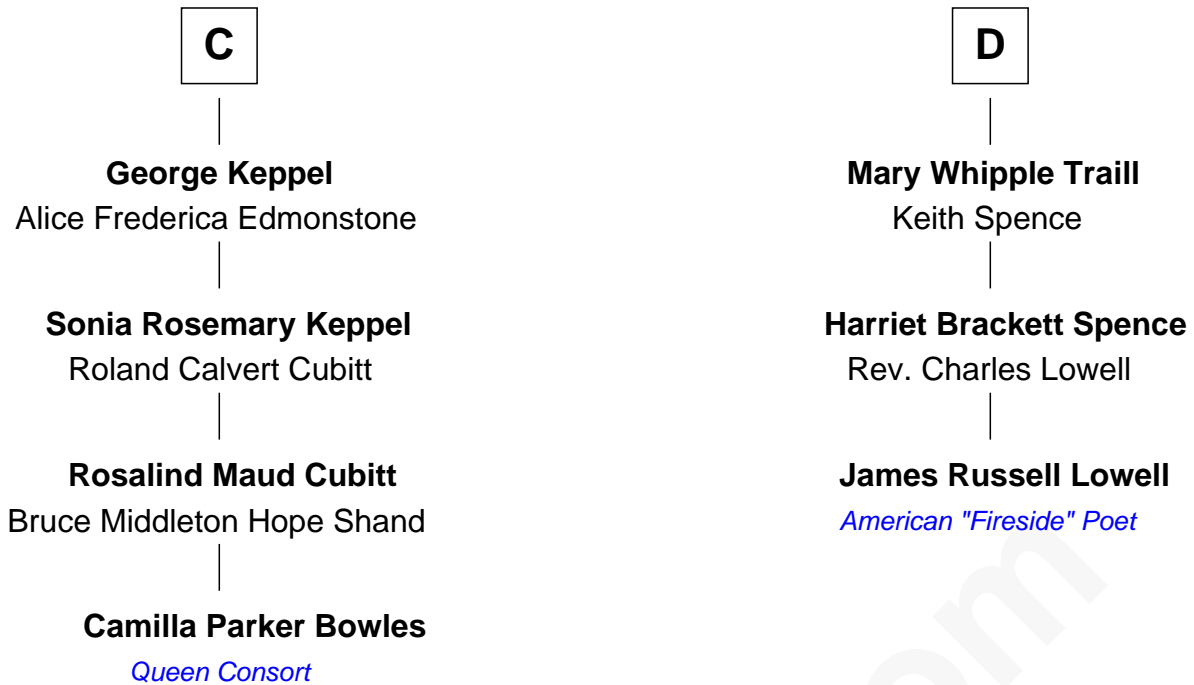 C
George Keppel
Alice Frederica Edmonstone
Sonia Rosemary Keppel
Roland Calvert Cubitt
Rosalind Maud Cubitt
Bruce Middleton Hope Shand
Camilla Parker Bowles
Queen Consort
D
Mary Whipple Traill
Keith Spence
Harriet Brackett Spence
Rev. Charles Lowell
James Russell Lowell
American "Fireside" Poet
om